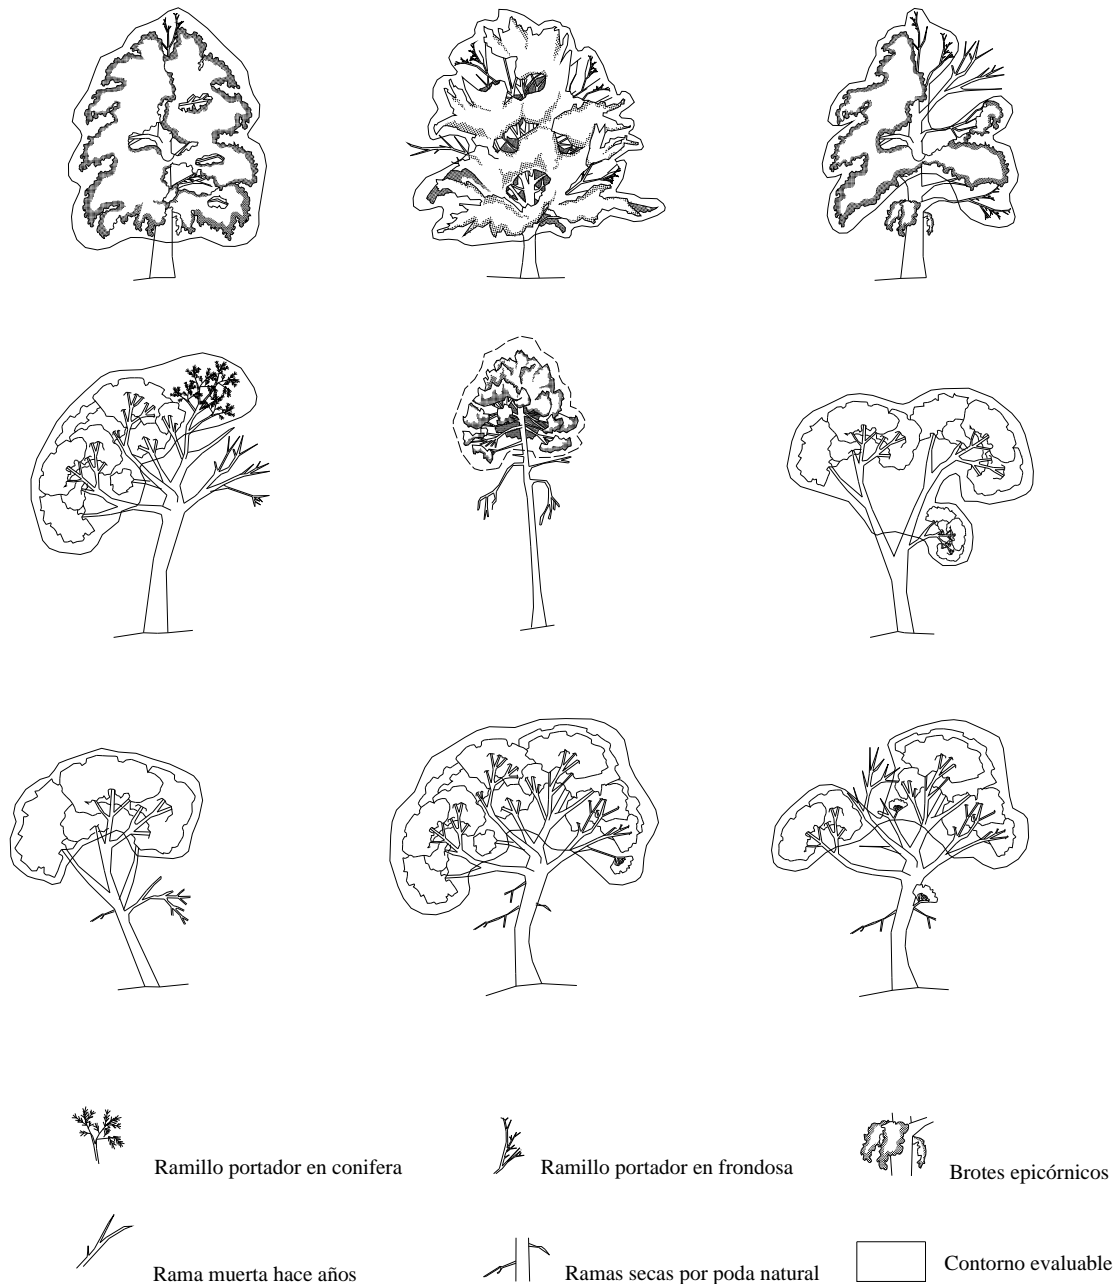 Ramillo portador en conifera
Ramillo portador en frondosa
Brotes epicórnicos
Rama muerta hace años
Ramas secas por poda natural
Contorno evaluable